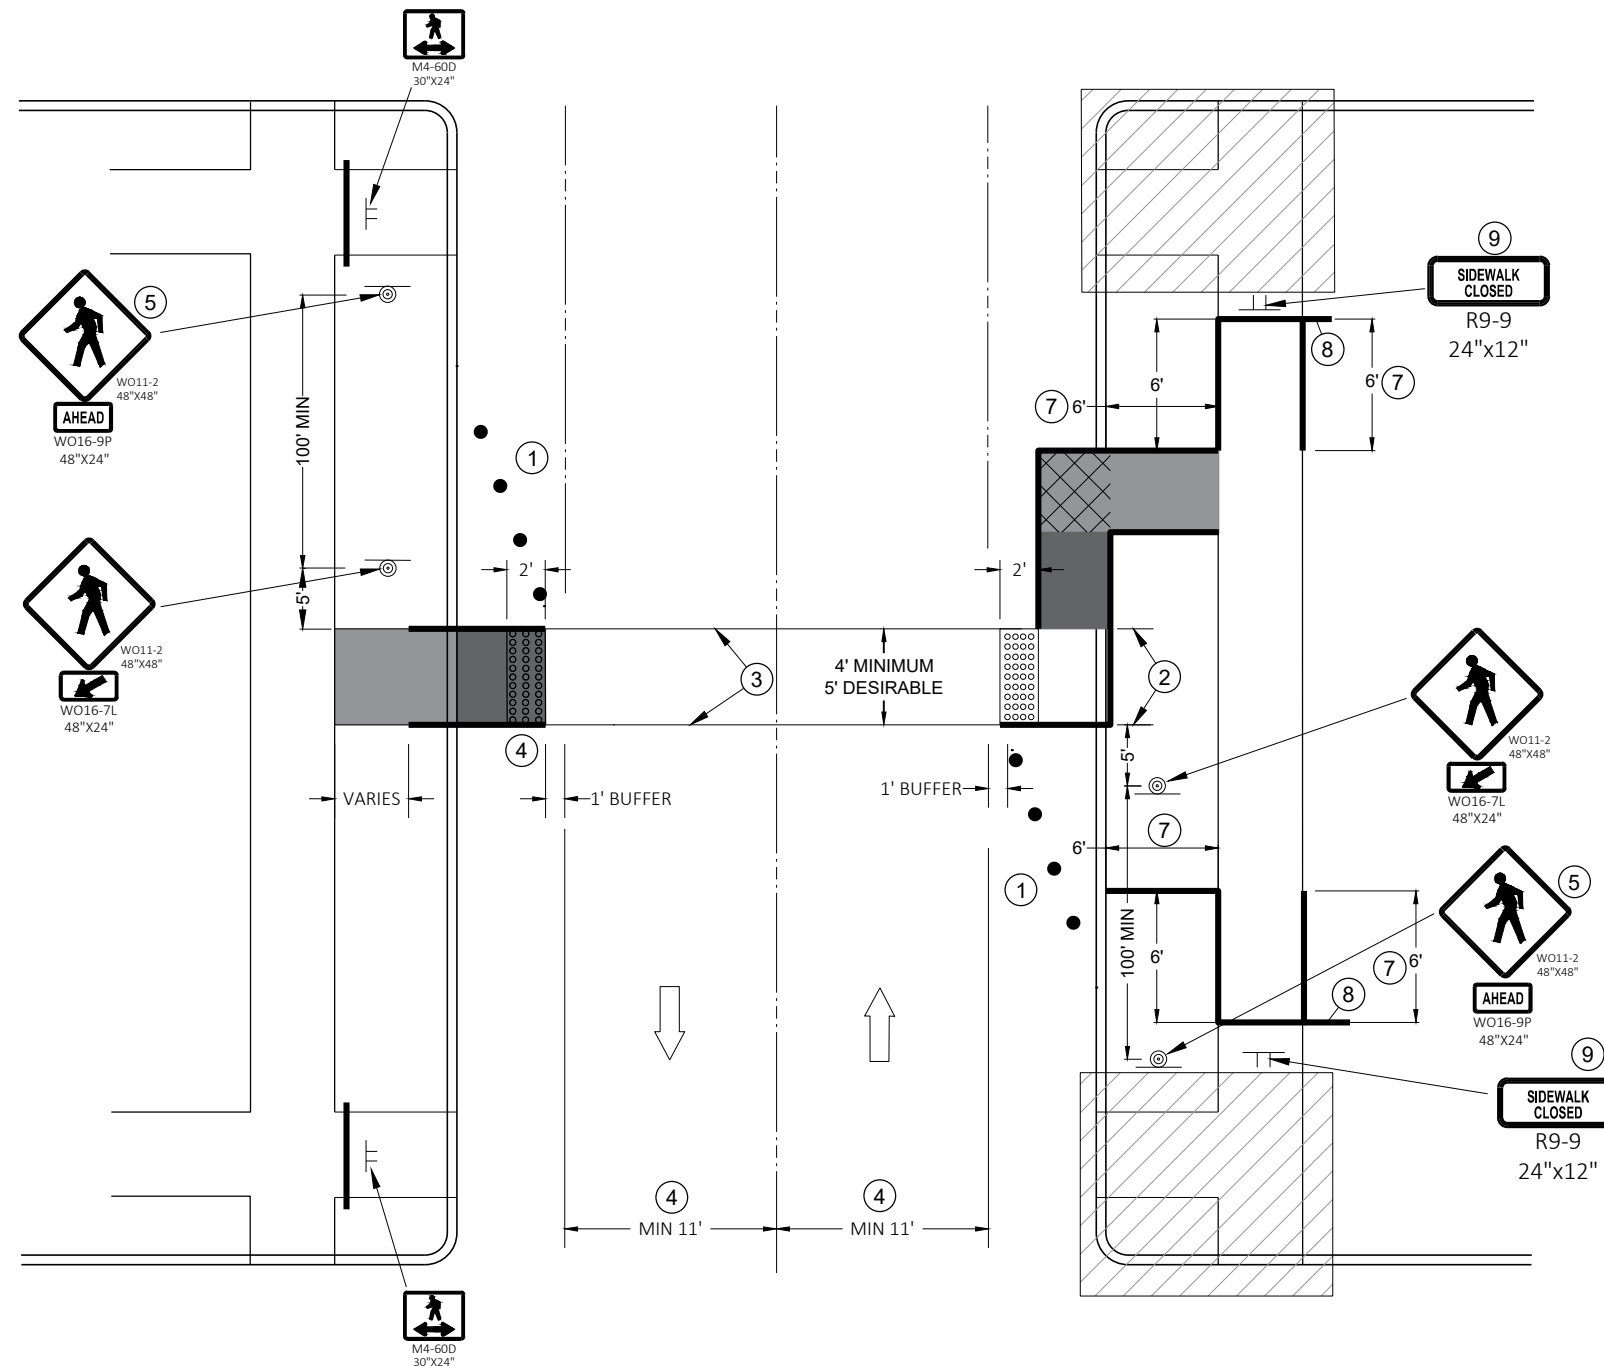 M4-60D
30"X24"
9
SIDEWALK
CLOSED
R9-9
24"x12"
5
WO11-2
48"X48"
AHEAD
WO16-9P
48"X24"
8
6'
6'
7
7
6'
100' MIN
1
2'
2'
5'
WO11-2
48"X48"
WO16-7L
48"X24"
3
4' MINIMUM
5' DESIRABLE
2
4
VARIES
1' BUFFER
1' BUFFER
5'
WO11-2
48"X48"
WO16-7L
48"X24"
7
6'
1
100' MIN
6'
7
6'
8
5
WO11-2
48"X48"
AHEAD
WO16-9P
48"X24"
9
SIDEWALK
CLOSED
R9-9
24"x12"
4
MIN 11'
4
MIN 11'
M4-60D
30"X24"